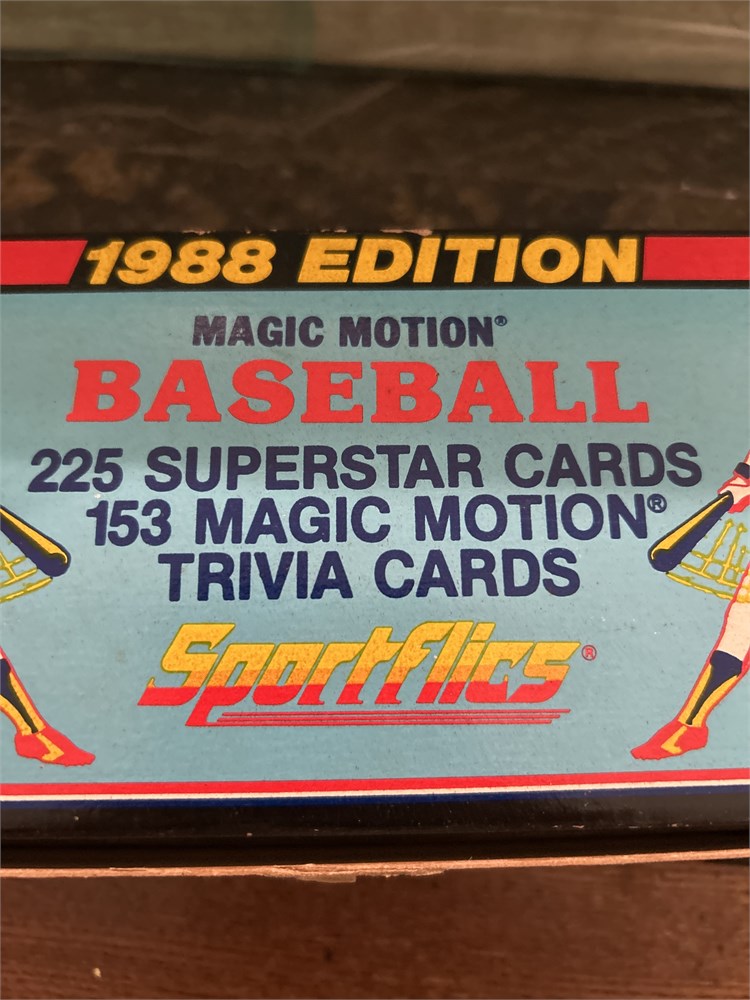 1988 EDITION
MAGIC MOTION®
BASEBALL
225 SUPERSTAR CARDS
153 MAGIC MOTION®
TRIVIA CARDS
Sportflics®